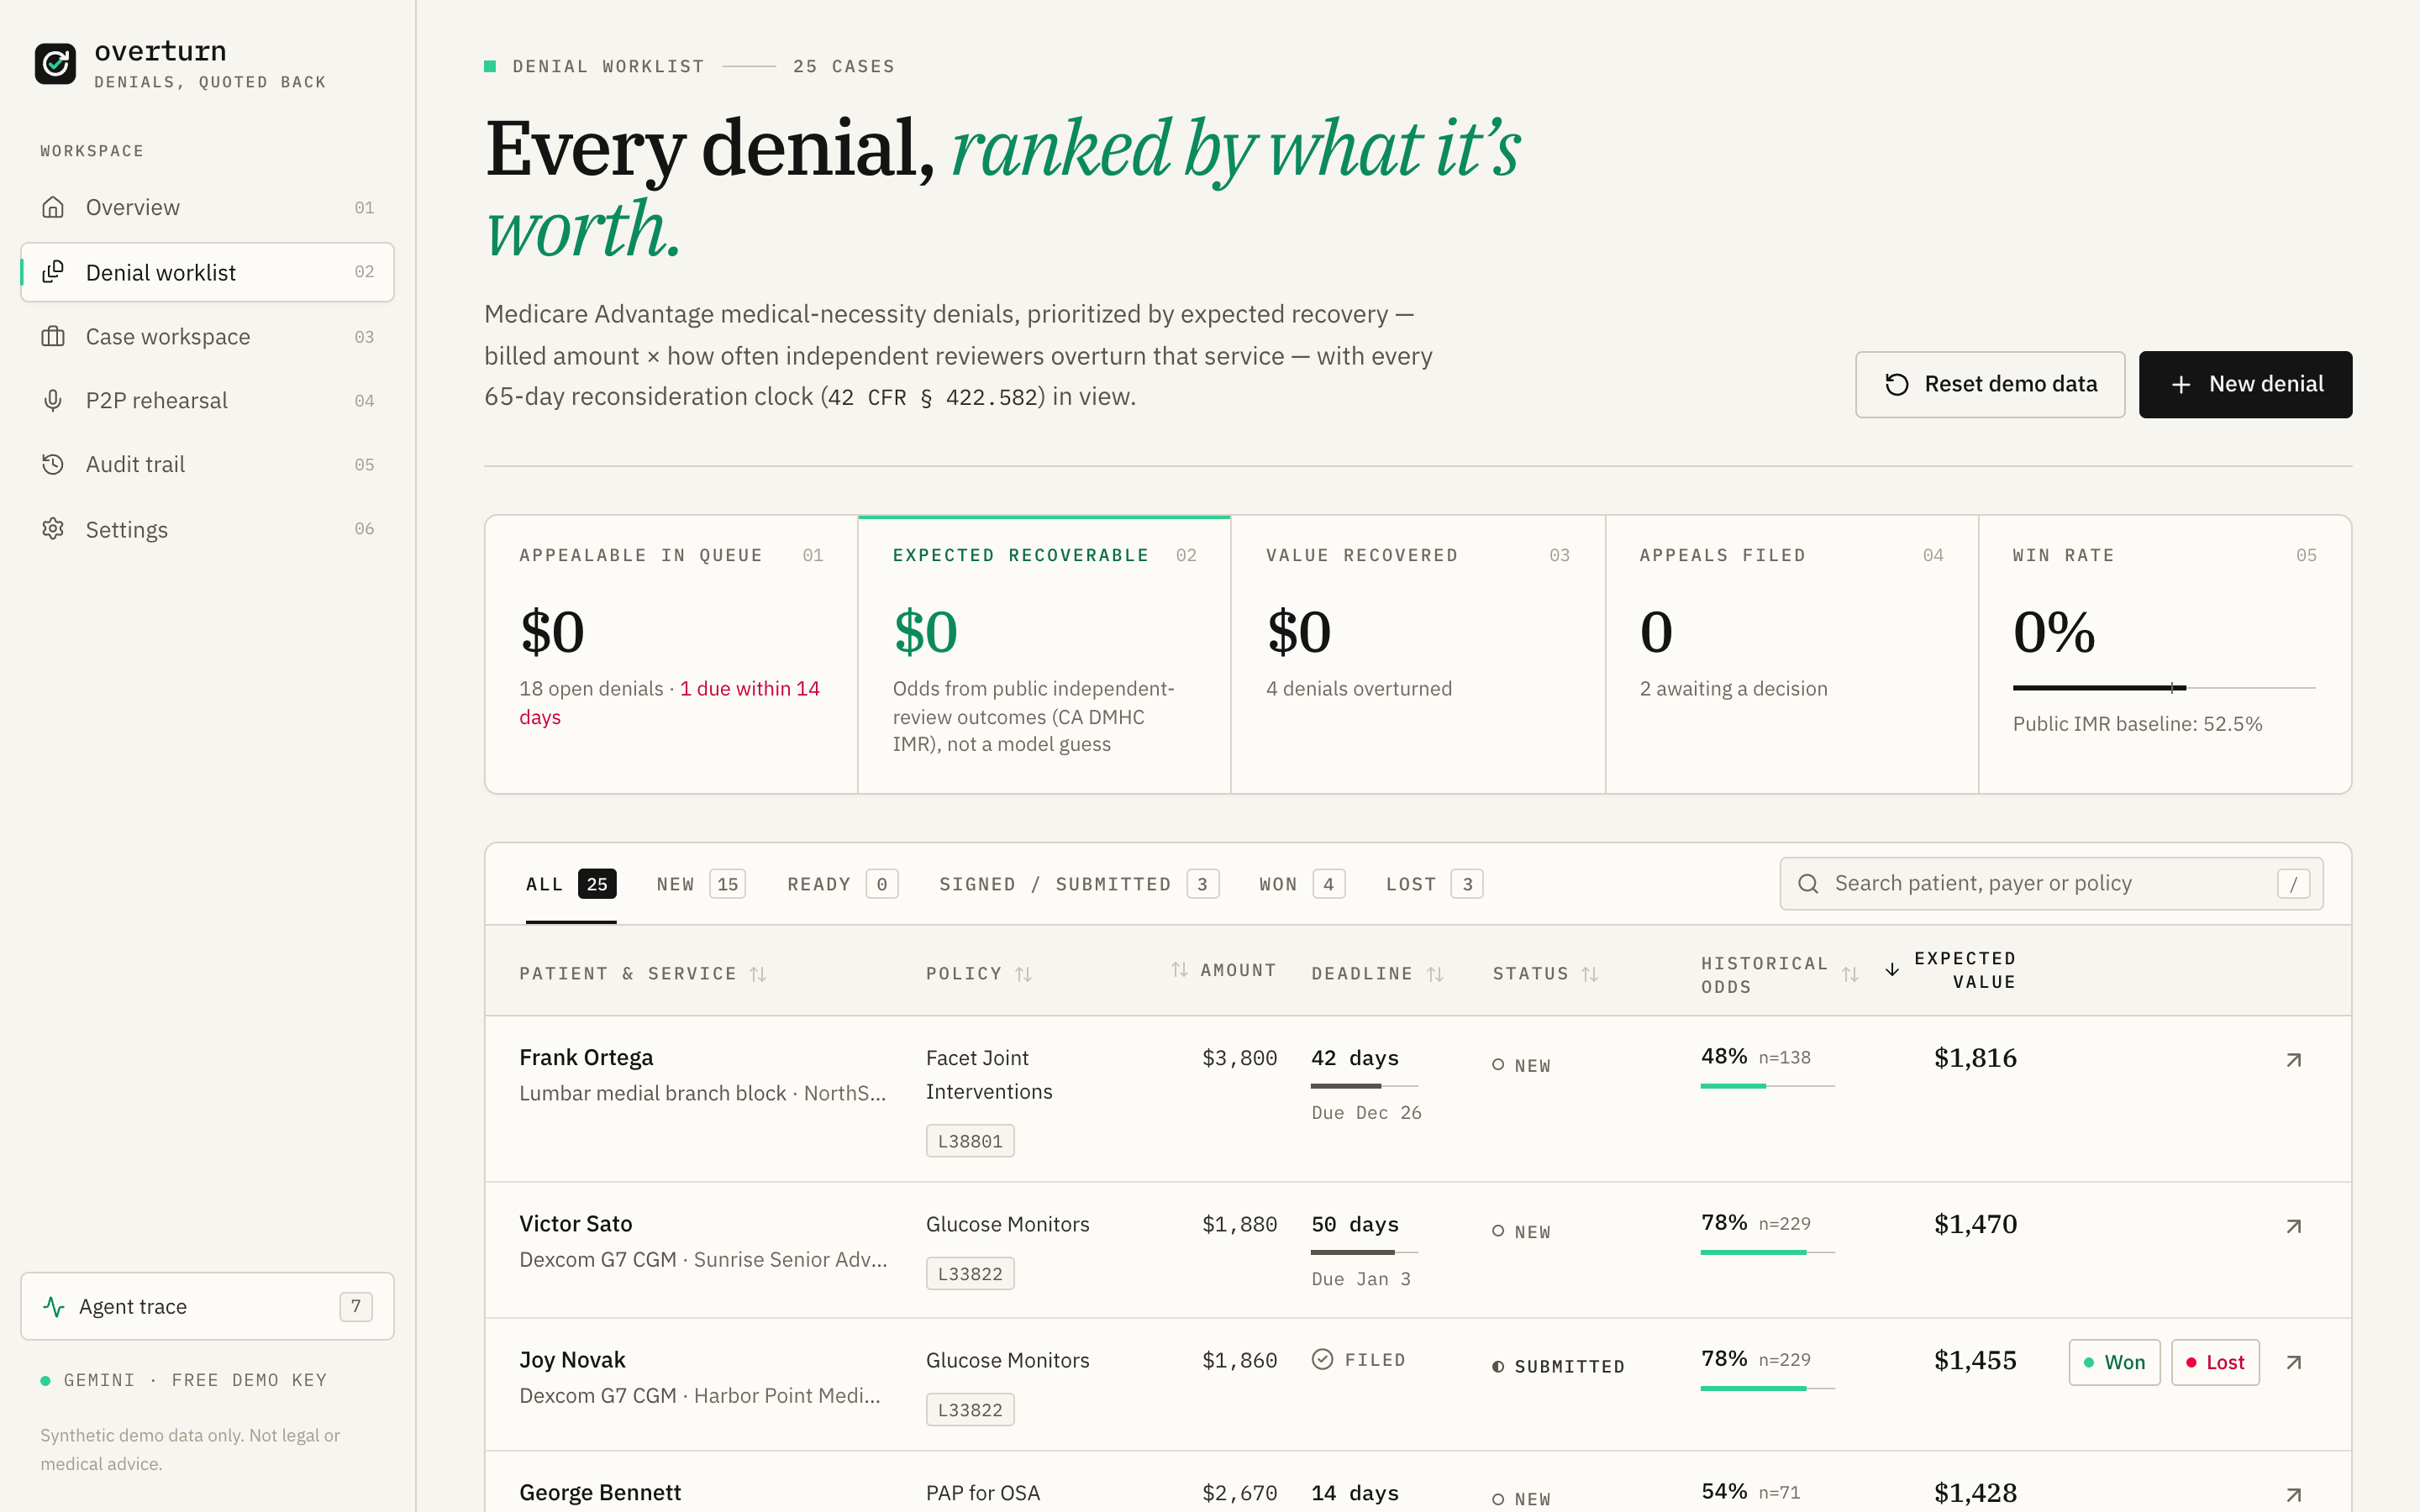 overturn
DENIALS, QUOTED BACK
WORKSPACE
Overview 01
Denial worklist 02
Case workspace 03
P2P rehearsal 04
Audit trail 05
Settings 06
Agent trace 7
GEMINI · FREE DEMO KEY
Synthetic demo data only. Not legal or
medical advice.
DENIAL WORKLIST 25 CASES
Every denial, ranked by what it’s
worth.
Medicare Advantage medical-necessity denials, prioritized by expected recovery —
billed amount × how often independent reviewers overturn that service — with every
65-day reconsideration clock (42 CFR § 422.582) in view.
Reset demo data
New denial
APPEALABLE IN QUEUE 01
$0
18 open denials · 1 due within 14
days
EXPECTED RECOVERABLE 02
$0
Odds from public independent-
review outcomes (CA DMHC
IMR), not a model guess
VALUE RECOVERED 03
$0
4 denials overturned
APPEALS FILED 04
0
2 awaiting a decision
WIN RATE 05
0%
Public IMR baseline: 52.5%
ALL 25 NEW 15 READY 0 SIGNED / SUBMITTED 3 WON 4 LOST 3
Search patient, payer or policy /
PATIENT & SERVICE POLICY AMOUNT DEADLINE STATUS HISTORICAL ODDS EXPECTED VALUE
Frank Ortega
Lumbar medial branch block · NorthS…
Facet Joint
Interventions
L38801
$3,800
42 days
Due Dec 26
NEW
48% n=138
$1,816
Victor Sato
Dexcom G7 CGM · Sunrise Senior Adv…
Glucose Monitors
L33822
$1,880
50 days
Due Jan 3
NEW
78% n=229
$1,470
Joy Novak
Dexcom G7 CGM · Harbor Point Medi…
Glucose Monitors
L33822
$1,860
FILED
SUBMITTED
78% n=229
$1,455
Won
Lost
George Bennett
PAP for OSA
$2,670
14 days
NEW
54% n=71
$1,428